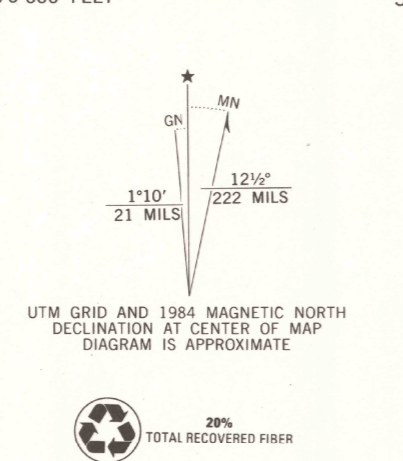 FEET
GN
MN
1°10'
21 MILS
12½°
222 MILS
UTM GRID AND 1984 MAGNETIC NORTH
DECLINATION AT CENTER OF MAP
DIAGRAM IS APPROXIMATE
20%
TOTAL RECOVERED FIBER